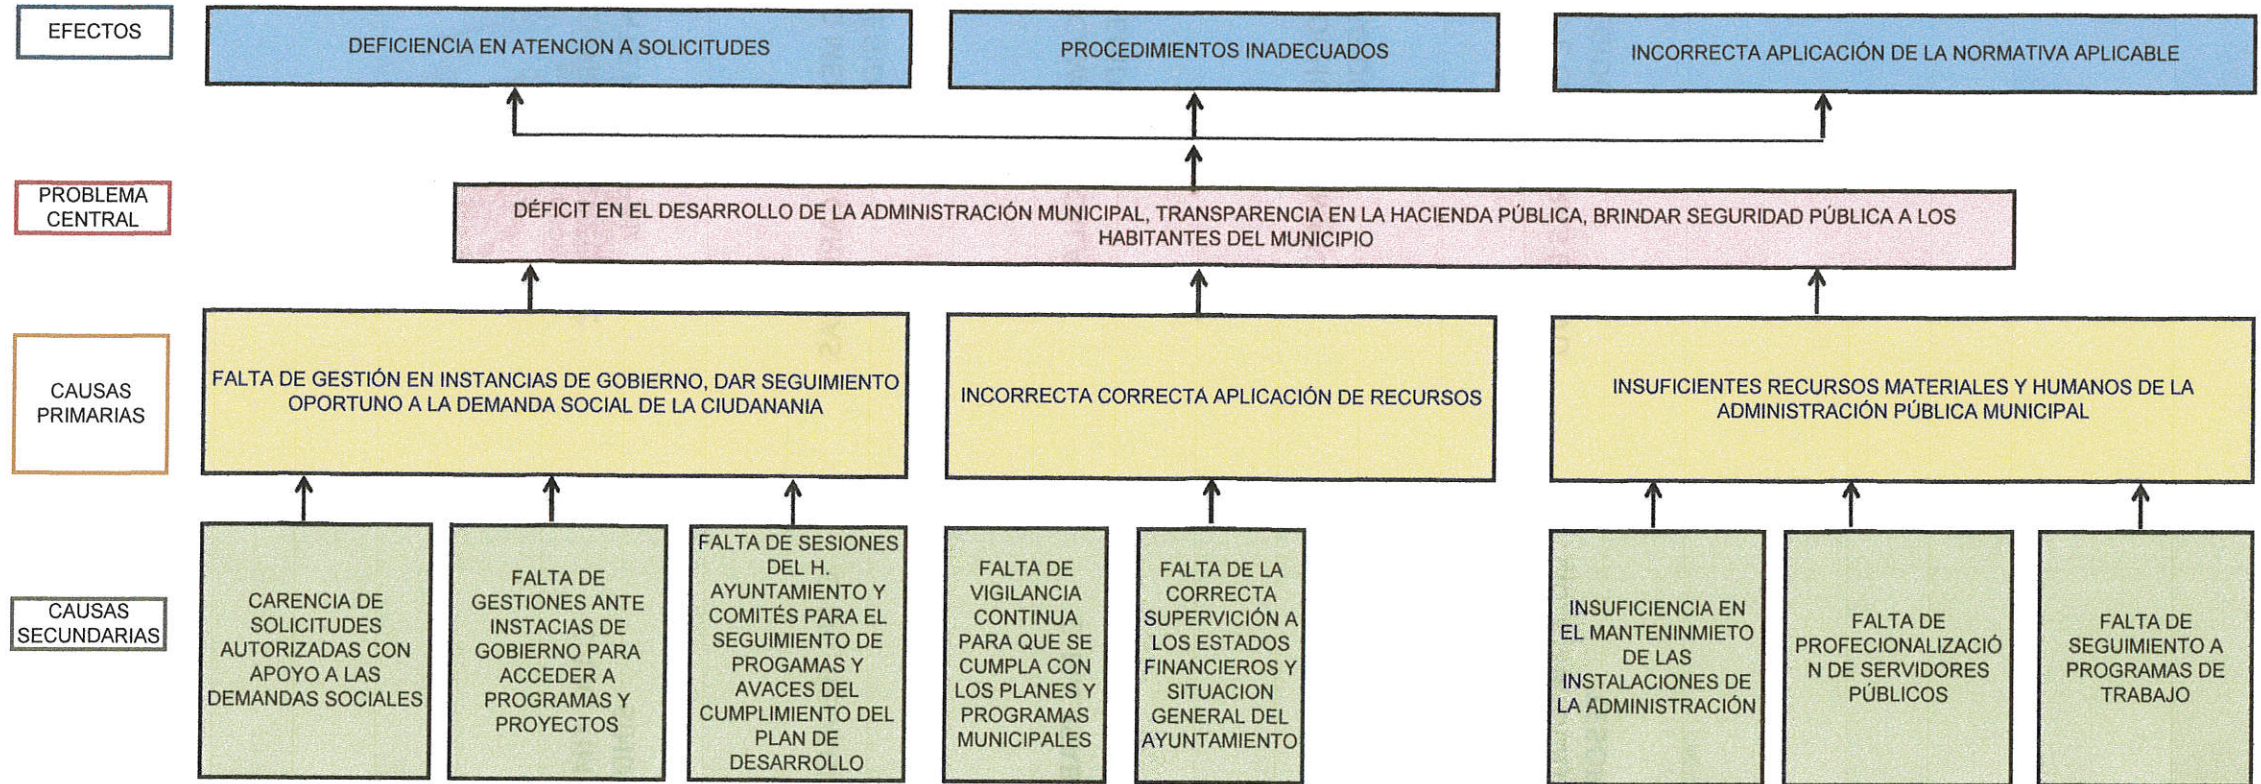 EFECTOS
DEFICIENCIA EN ATENCION A SOLICITUDES
PROCEDIMIENTOS INADECUADOS
INCORRECTA APLICACIÓN DE LA NORMATIVA APLICABLE
PROBLEMA
CENTRAL
DÉFICIT EN EL DESARROLLO DE LA ADMINISTRACIÓN MUNICIPAL, TRANSPARENCIA EN LA HACIENDA PÚBLICA, BRINDAR SEGURIDAD PÚBLICA A LOS
HABITANTES DEL MUNICIPIO
CAUSAS
PRIMARIAS
FALTA DE GESTIÓN EN INSTANCIAS DE GOBIERNO, DAR SEGUIMIENTO
OPORTUNO A LA DEMANDA SOCIAL DE LA CIUDANANIA
INCORRECTA CORRECTA APLICACIÓN DE RECURSOS
INSUFICIENTES RECURSOS MATERIALES Y HUMANOS DE LA
ADMINISTRACIÓN PÚBLICA MUNICIPAL
CAUSAS
SECUNDARIAS
CARENCIA DE
SOLICITUDES
AUTORIZADAS CON
APOYO A LAS
DEMANDAS SOCIALES
FALTA DE
GESTIONES ANTE
INSTACIAS DE
GOBIERNO PARA
ACCEDER A
PROGRAMAS Y
PROYECTOS
FALTA DE SESIONES
DEL H.
AYUNTAMIENTO Y
COMITÉS PARA EL
SEGUIMIENTO DE
PROGAMAS Y
AVACES DEL
CUMPLIMIENTO DEL
PLAN DE
DESARROLLO
FALTA DE
VIGILANCIA
CONTINUA
PARA QUE SE
CUMPLA CON
LOS PLANES Y
PROGRAMAS
MUNICIPALES
FALTA DE LA
CORRECTA
SUPERVISIÓN A
LOS ESTADOS
FINANCIEROS Y
SITUACION
GENERAL DEL
AYUNTAMIENTO
INSUFICIENCIA EN
EL MANTENINMIETO
DE LAS
INSTALACIONES DE
LA ADMINISTRACIÓN
FALTA DE
PROFECIONALIZACIÓ
N DE SERVIDORES
PÚBLICOS
FALTA DE
SEGUIMIENTO A
PROGRAMAS DE
TRABAJO